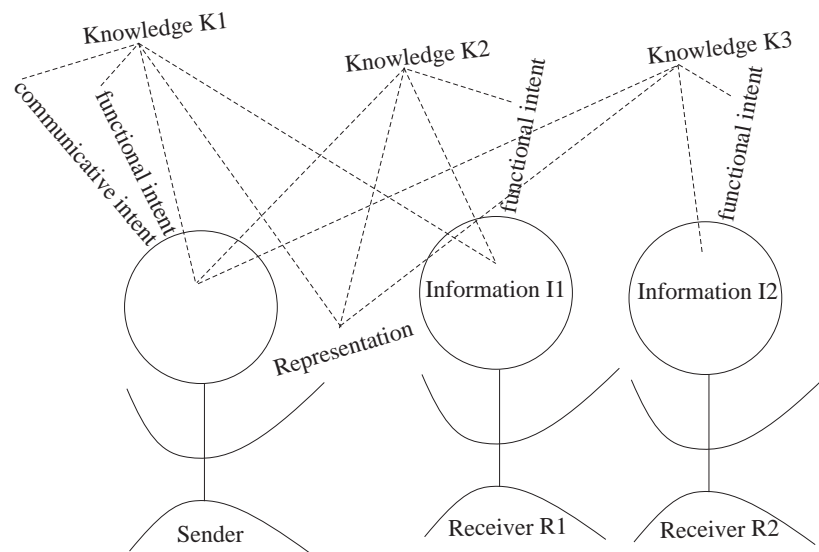 Knowledge K1
Knowledge K2
Knowledge K3
communicative intent
functional intent
functional intent
functional intent
Information I1
Information I2
Representation
Sender
Receiver R1
Receiver R2